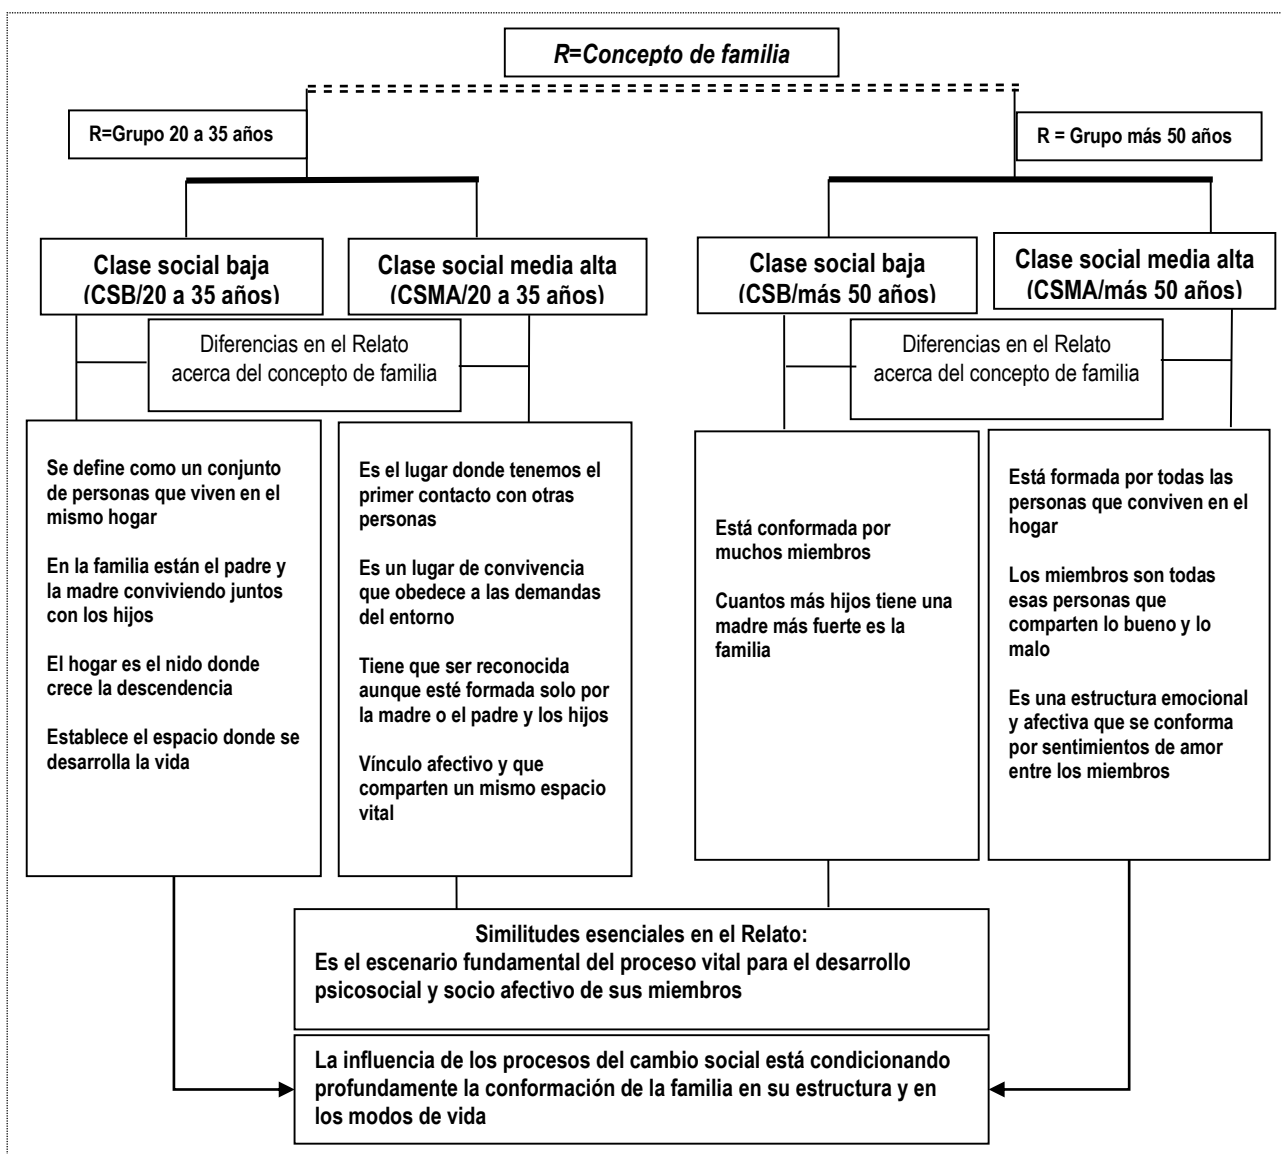 R=Concepto de familia
R=Grupo 20 a 35 años
R = Grupo más 50 años
Clase social baja
(CSB/20 a 35 años)
Clase social media alta
(CSMA/20 a 35 años)
Clase social baja
(CSB/más 50 años)
Clase social media alta
(CSMA/más 50 años)
Diferencias en el Relato
acerca del concepto de familia
Diferencias en el Relato
acerca del concepto de familia
Se define como un conjunto
de personas que viven en el
mismo hogar
En la familia están el padre y
la madre conviviendo juntos
con los hijos
El hogar es el nido donde
crece la descendencia
Establece el espacio donde se
desarrolla la vida
Es el lugar donde tenemos el
primer contacto con otras
personas
Es un lugar de convivencia
que obedece a las demandas
del entorno
Tiene que ser reconocida
aunque esté formada solo por
la madre o el padre y los hijos
Vínculo afectivo y que
comparten un mismo espacio
vital
Está conformada por
muchos miembros
Cuantos más hijos tiene una
madre más fuerte es la
familia
Está formada por todas las
personas que conviven en el
hogar
Los miembros son todas
esas personas que
comparten lo bueno y lo
malo
Es una estructura emocional
y afectiva que se conforma
por sentimientos de amor
entre los miembros
Similitudes esenciales en el Relato:
Es el escenario fundamental del proceso vital para el desarrollo
psicosocial y socio afectivo de sus miembros
La influencia de los procesos del cambio social está condicionando
profundamente la conformación de la familia en su estructura y en
los modos de vida